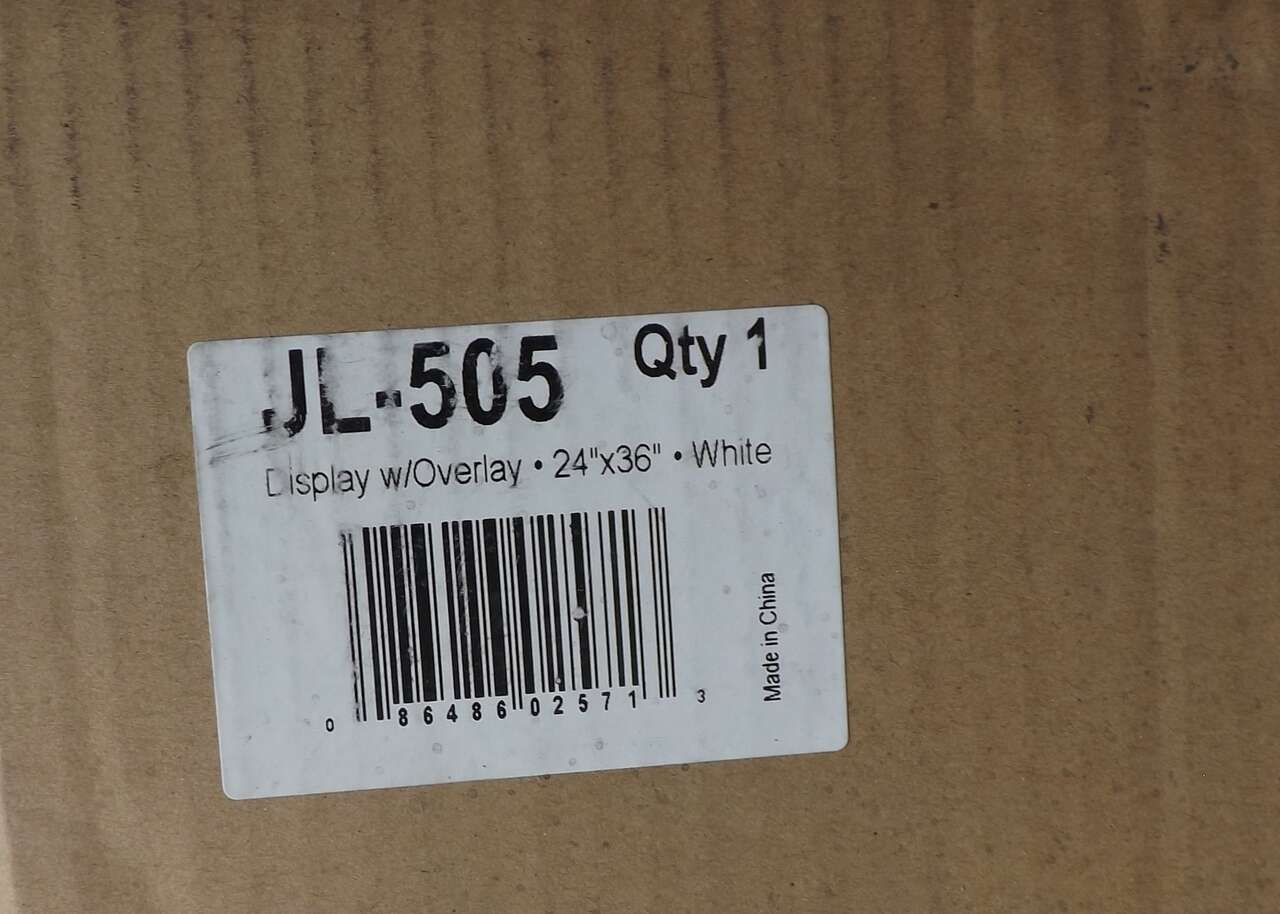 JL-505 Qty 1
Display w/Overlay • 24"x36" • White
Made in China
0 86486 02571 3